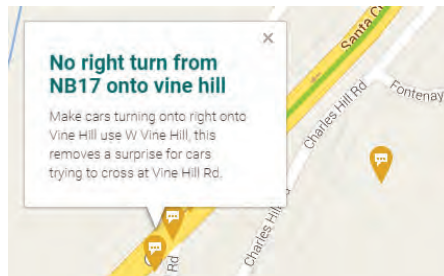 No right turn from
NB17 onto vine hill
Make cars turning onto right onto
Vine Hill use W Vine Hill, this
removes a surprise for cars
trying to cross at Vine Hill Rd.
Santa C
Charles Hill Rd
Fontenay
Charles Hill
Rd